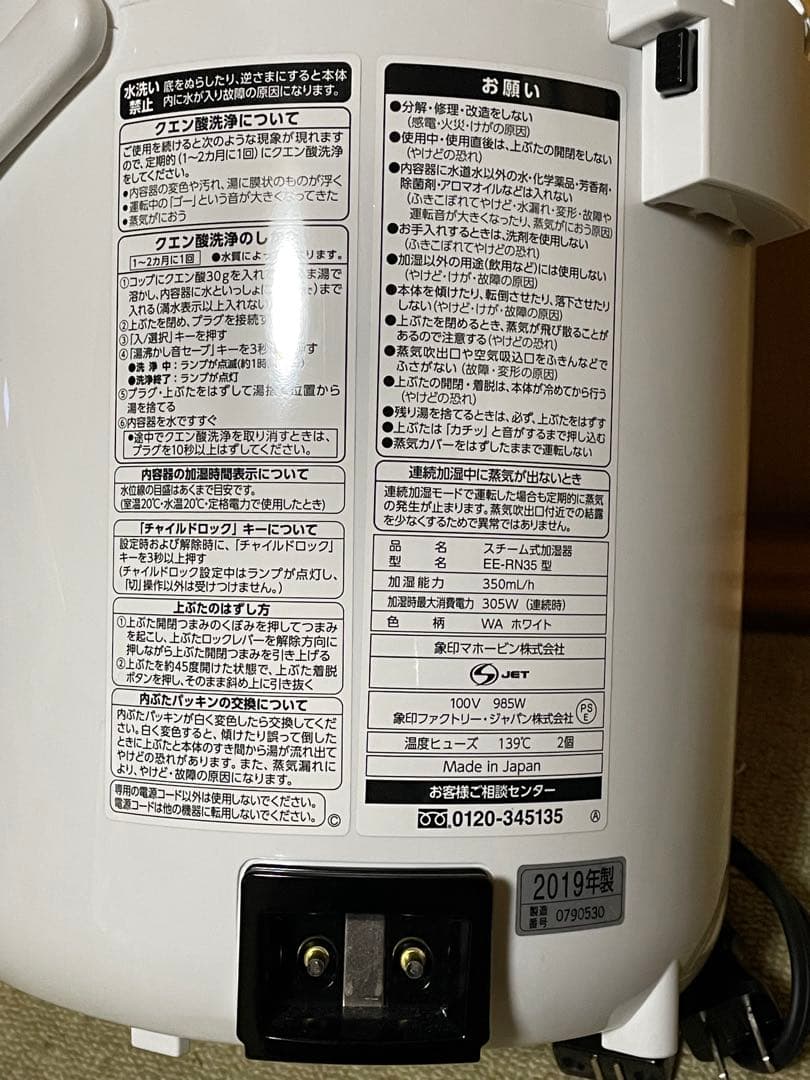 水洗い
禁止
底をぬらしたり、逆さまにすると本体
内に水が入り故障の原因になります。
クエン酸洗浄について
ご使用を続けると次のような現象が現れます
ので、定期的(1~2カ月に1回)にクエン酸洗浄
をしてください。
●内容器の変色や汚れ、湯に膜状のものが浮く
●運転中の「ゴー」という音が大きくなってきた
●蒸気がにおう
クエン酸洗浄のし
1~2カ月に1回 ●水質によっ ります。
①コップにクエン酸30gを入れ ま湯で
溶かし、内容器に水といっしょに まで
入れる(満水表示以上入れない
②上ぶたを閉め、プラグを接続す
③「入/選択」キーを押す
④「湯沸かし音セーブ」キーを3秒 押す
●洗浄中:ランプが点滅(約1時
●洗浄終了:ランプが点灯
⑤プラグ・上ぶたをはずして湯捨 位置から
湯を捨てる
⑥内容器を水ですすぐ
●途中でクエン酸洗浄を取り消すときは、
プラグを10秒以上はずしてください。
内容器の加湿時間表示について
水位線の目盛はあくまで目安です。
(室温20℃・水温20℃・定格電力で使用したとき)
「チャイルドロック」キーについて
設定時および解除時に、「チャイルドロック」
キーを3秒以上押す
(チャイルドロック設定中はランプが点灯し、
「切」操作以外は受けつけません。)
上ぶたのはずし方
①上ぶた開閉つまみのくぼみを押してつまみ
を起こし、上ぶたロックレバーを解除方向に
押しながら上ぶた開閉つまみを引き上げる
②上ぶたを約45度開けた状態で、上ぶた着脱
ボタンを押し、そのまま斜め上に引き抜く
内ぶたパッキンの交換について
内ぶたパッキンが白く変色したら交換してくだ
さい。白く変色すると、傾けたり誤って倒した
ときに上ぶたと本体のすき間から湯が流れ出て
やけどの恐れがあります。また、蒸気漏れに
より、やけど・故障の原因になります。
専用の電源コード以外は使用しないでください。
電源コードは他の機器に転用しないでください。
Ⓒ
お願い
●分解・修理・改造をしない
(感電・火災・けがの原因)
●使用中・使用直後は、上ぶたの開閉をしない
(やけどの恐れ)
●内容器に水道水以外の水・化学薬品・芳香剤・
除菌剤・アロマオイルなどは入れない
(ふきこぼれてやけど・水漏れ・変形・故障や
運転音が大きくなったり、蒸気がにおう原因)
●お手入れするときは、洗剤を使用しない
(ふきこぼれてやけどの恐れ)
●加湿以外の用途(飲用など)には使用しない
(やけど・けが・故障の原因)
●本体を傾けたり、転倒させたり、落下させたり
しない(やけど・けが・故障の原因)
●上ぶたを閉めるとき、蒸気が飛び散ることが
あるので注意する(やけどの恐れ)
●蒸気吹出口や空気吸込口をふきんなどで
ふさがない(故障・変形の原因)
●上ぶたの開閉・着脱は、本体が冷めてから行う
(やけどの恐れ)
●残り湯を捨てるときは、必ず、上ぶたをはずす
●上ぶたは「カチッ」と音がするまで押し込む
●蒸気カバーをはずしたままで運転しない
連続加湿中に蒸気が出ないとき
連続加湿モードで運転した場合も定期的に蒸気
の発生が止まります。蒸気吹出口付近での結露
を少なくするためで異常ではありません。
品名 スチーム式加湿器
型名 EE-RN35 型
加湿能力 350mL/h
加湿時最大消費電力 305W(連続時)
色柄 WA ホワイト
象印マホービン株式会社
S JET
100V 985W
象印ファクトリー・ジャパン株式会社
PS
E
温度ヒューズ 139℃ 2個
Made in Japan
お客様ご相談センター
0120-345135
Ⓐ
2019年製
製造
番号 0790530